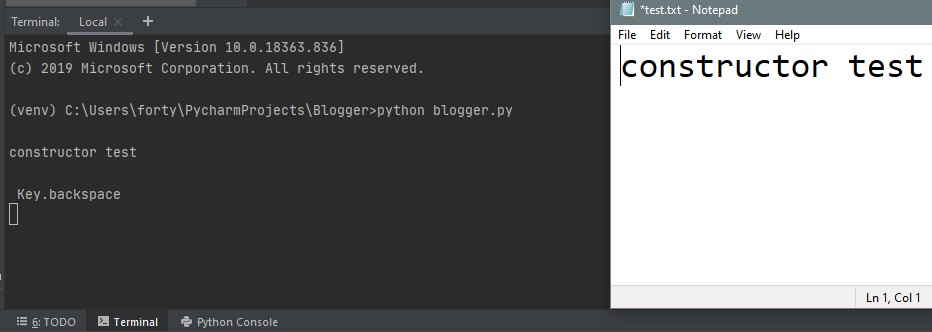 Terminal: Local × +
Microsoft Windows [Version 10.0.18363.836]
(c) 2019 Microsoft Corporation. All rights reserved.
(venv) C:\Users\forty\PycharmProjects\Blogger>python blogger.py
constructor test
Key.backspace
6: TODO Terminal Python Console
*test.txt - Notepad
File Edit Format View Help
constructor test
Ln 1, Col 1